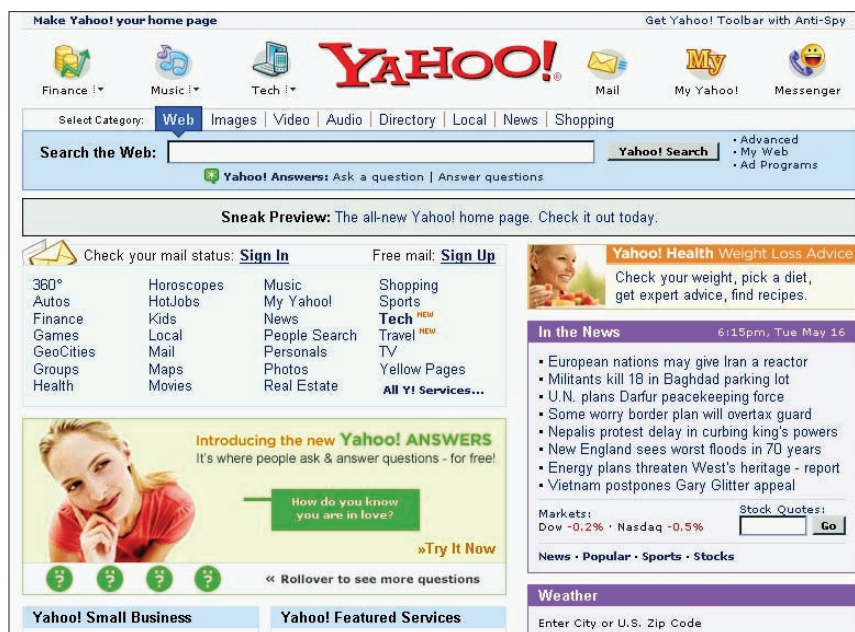 Make Yahoo! your home page
Get Yahoo! Toolbar with Anti-Spy
Finance
Music
Tech
YAHOO!®
My
Mail
My Yahoo!
Messenger
Select Category: Web Images | Video | Audio | Directory | Local | News | Shopping
Search the Web:
Yahoo! Search
· Advanced
· My Web
· Ad Programs
Yahoo! Answers: Ask a question | Answer questions
Sneak Preview: The all-new Yahoo! home page. Check it out today.
Check your mail status: Sign In
Free mail: Sign Up
360° Horoscopes Music Shopping
Autos HotJobs My Yahoo! Sports
Finance Kids News Tech NEW
Games Local People Search Travel NEW
GeoCities Mail Personals TV
Groups Maps Photos Yellow Pages
Health Movies Real Estate All Y! Services...
Yahoo! Health Weight Loss Advice
Check your weight, pick a diet,
get expert advice, find recipes.
In the News 6:15pm, Tue May 16
• European nations may give Iran a reactor
• Militants kill 18 in Baghdad parking lot
• U.N. plans Darfur peacekeeping force
• Some worry border plan will overtax guard
• Nepalis protest delay in curbing king's powers
• New England sees worst floods in 70 years
• Energy plans threaten West's heritage - report
• Vietnam postpones Gary Glitter appeal
Markets:
Dow -0.2% · Nasdaq -0.5%
Stock Quotes:
Go
News · Popular · Sports · Stocks
Introducing the new Yahoo! ANSWERS
It's where people ask & answer questions - for free!
How do you know
you are in love?
»Try It Now
? ? ? ?
« Rollover to see more questions
Yahoo! Small Business
Yahoo! Featured Services
Weather
Enter City or U.S. Zip Code